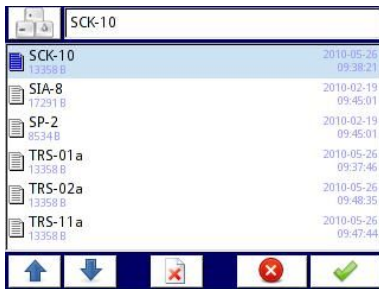 SCK-10
SCK-10 2010-05-26
13358 B 09:38:21
SIA-8 2010-02-19
17291 B 09:45:01
SP-2 2010-02-19
8534 B 09:45:01
TRS-01a 2010-05-26
13358 B 09:37:46
TRS-02a 2010-05-26
13358 B 09:48:35
TRS-11a 2010-05-26
13358 B 09:47:44